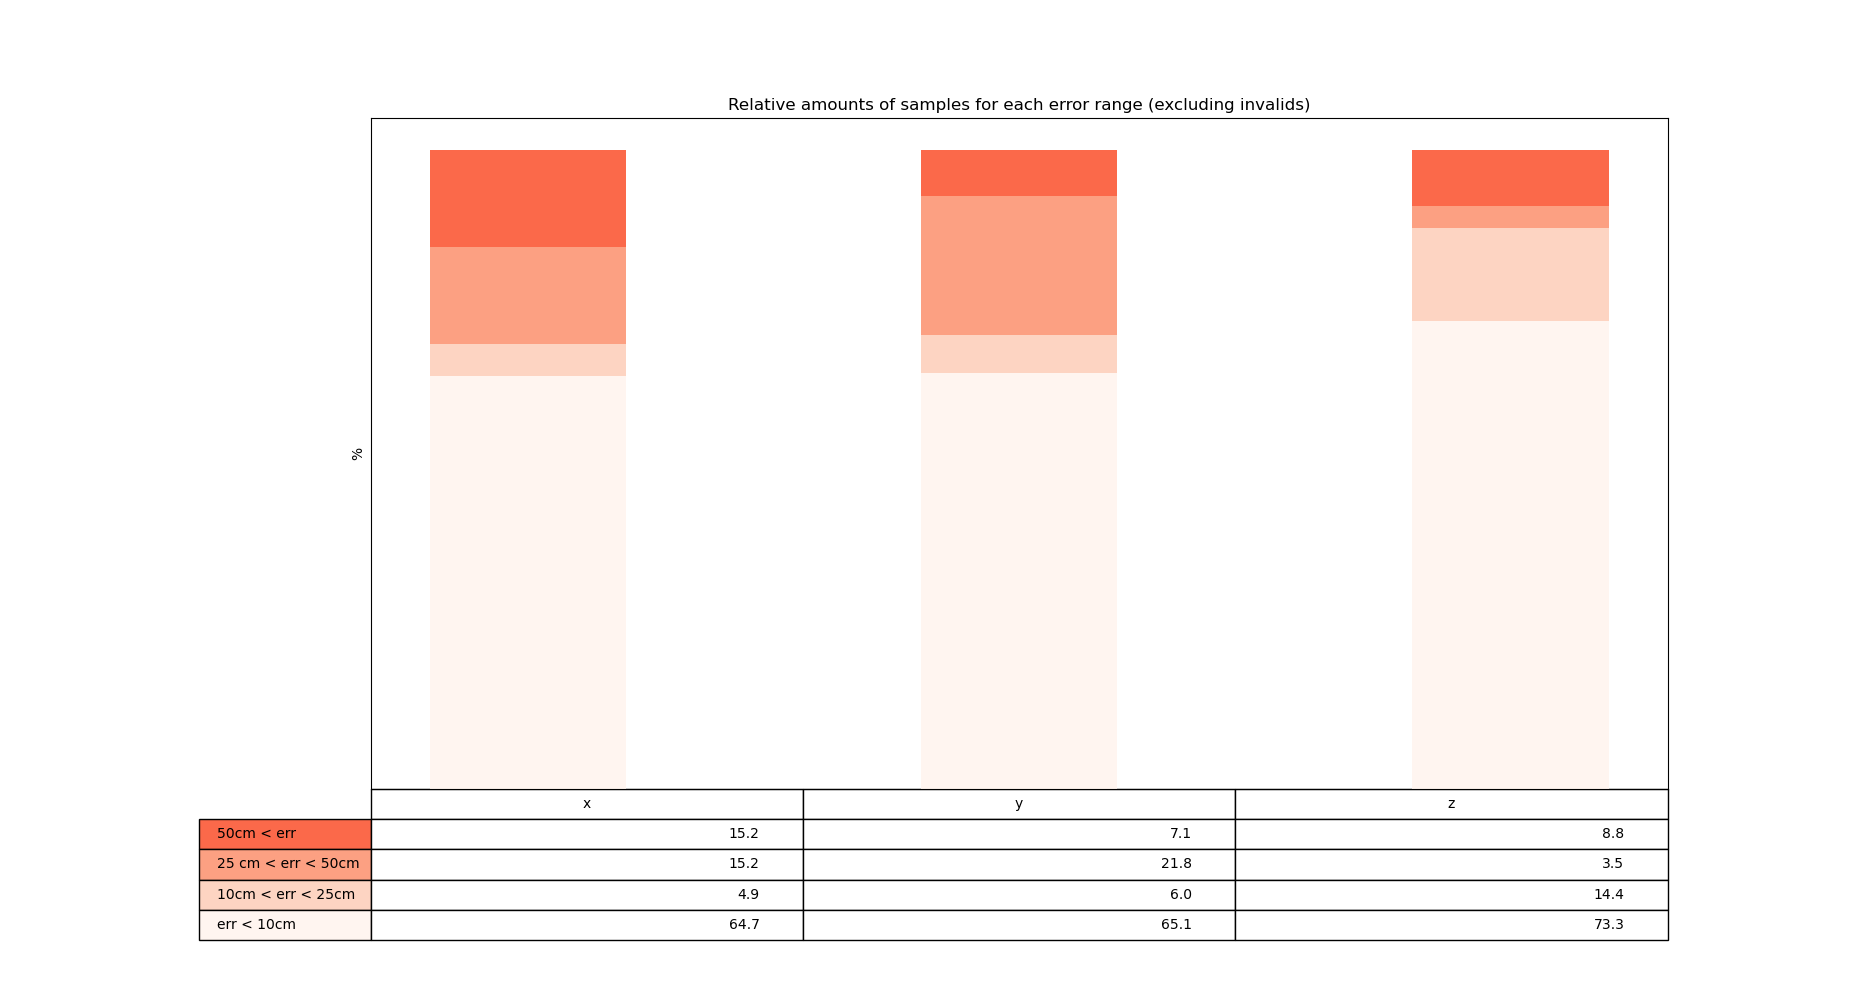 Relative amounts of samples for each error range (excluding invalids)
%
x y z
50cm < err 15.2 7.1 8.8
25 cm < err < 50cm 15.2 21.8 3.5
10cm < err < 25cm 4.9 6.0 14.4
err < 10cm 64.7 65.1 73.3